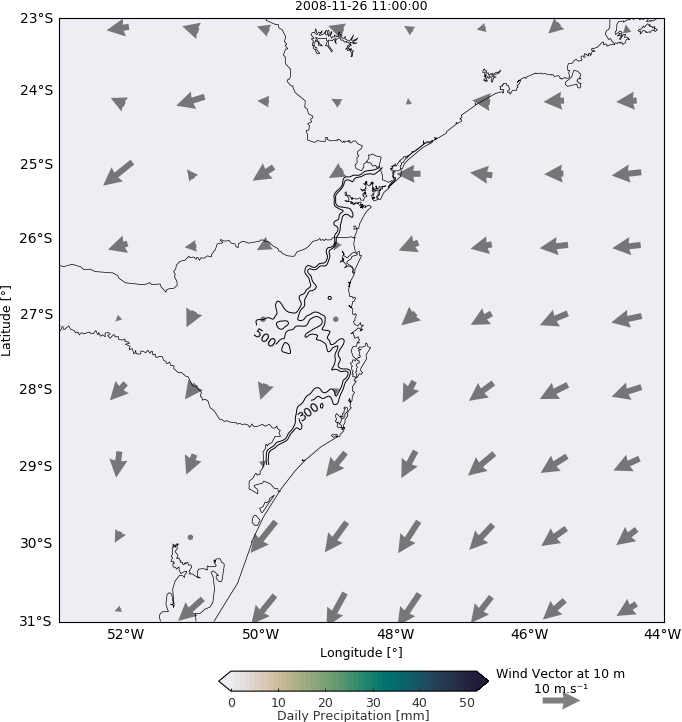 2008-11-26 11:00:00
23°S
24°S
25°S
26°S
27°S
28°S
29°S
30°S
31°S
Latitude [°]
500
300
52°W 50°W 48°W 46°W 44°W
Longitude [°]
0 10 20 30 40 50
Daily Precipitation [mm]
Wind Vector at 10 m
10 m.s⁻¹